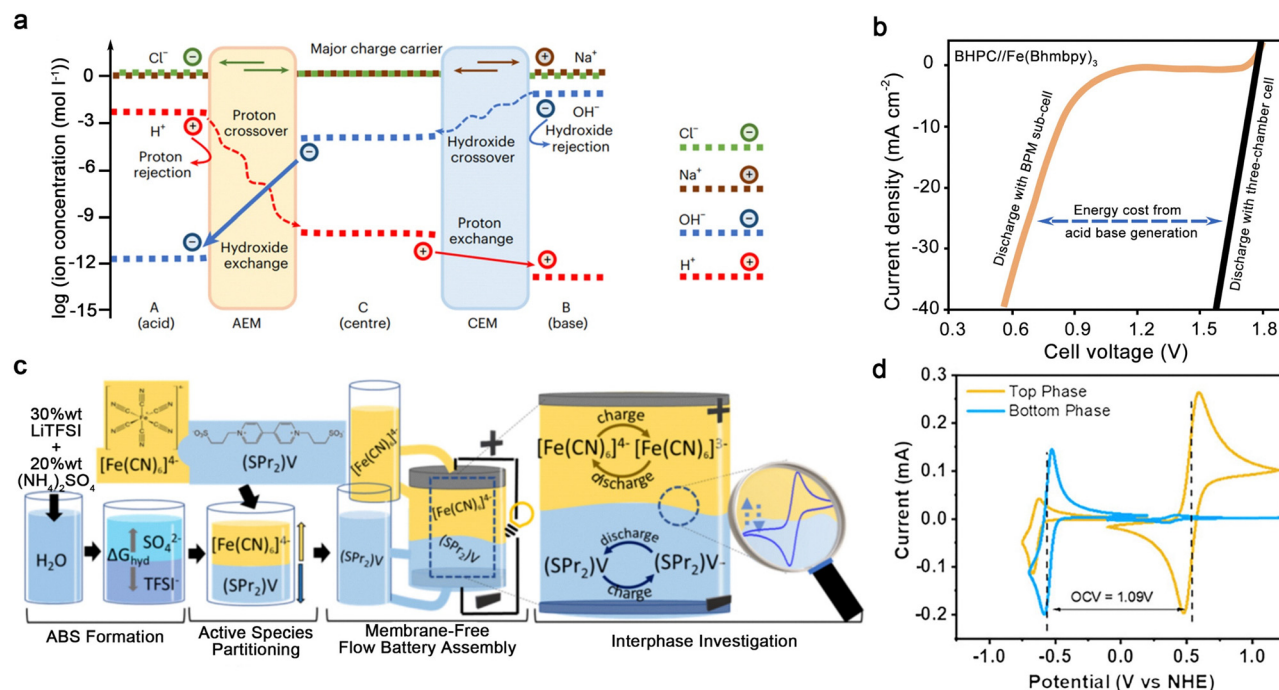 a
log (ion concentration (mol l⁻¹))
0
-3
-6
-9
-12
-15
Cl⁻
Major charge carrier
Na⁺
H⁺
Proton
rejection
Proton
crossover
Hydroxide
exchange
Hydroxide
crossover
Proton
exchange
OH⁻
Hydroxide
rejection
A
(acid)
AEM
C
(centre)
CEM
B
(base)
Cl⁻
Na⁺
OH⁻
H⁺
b
BHPC//Fe(Bhmbpy)₃
Current density (mA cm⁻²)
0
-10
-20
-30
-40
Discharge with BPM sub-cell
Energy cost from
acid base generation
Discharge with three-chamber cell
0.3
0.6
0.9
1.2
1.5
1.8
Cell voltage (V)
c
30%wt
LiTFSI
+
20%wt
(NH₄)₂SO₄
H₂O
[Fe(CN)₆]⁴⁻
(SPr₂)V
ΔG_hyd
SO₄²⁻
TFSI⁻
[Fe(CN)₆]⁴⁻
(SPr₂)V
[Fe(CN)₆]⁴⁻
(SPr₂)V
[Fe(CN)₆]⁴⁻
(SPr₂)V
+
charge
[Fe(CN)₆]⁴⁻ [Fe(CN)₆]³⁻
discharge
discharge
(SPr₂)V (SPr₂)V⁻
charge
ABS Formation
Active Species
Partitioning
Membrane-Free
Flow Battery Assembly
Interphase Investigation
d
Top Phase
Bottom Phase
Current (mA)
0.3
0.2
0.1
0.0
-0.1
-0.2
OCV = 1.09V
-1.0
-0.5
0.0
0.5
Potential (V vs NHE)